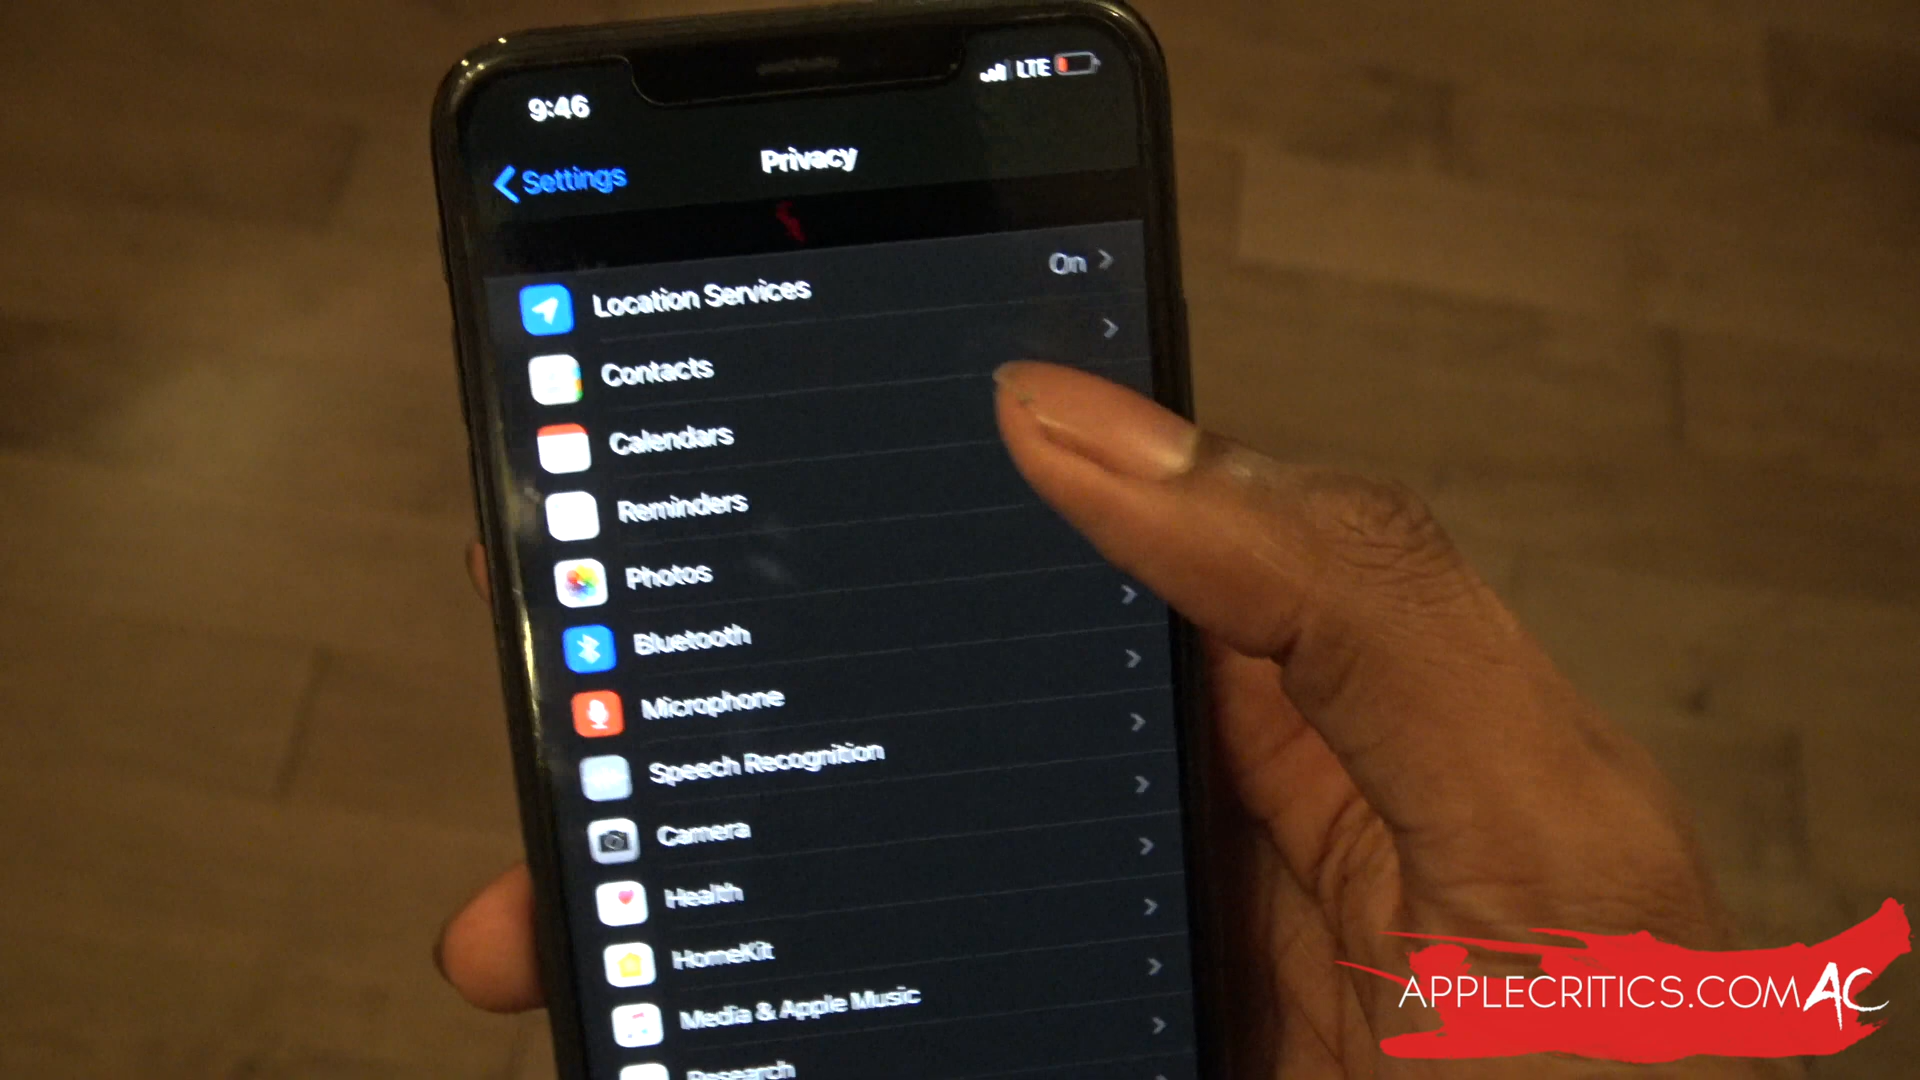 9:46
LTE
Settings
Privacy
Location Services On
Contacts
Calendars
Reminders
Photos
Bluetooth
Microphone
Speech Recognition
Camera
Health
HomeKit
Media & Apple Music
Research
APPLECRITICS.COM AC